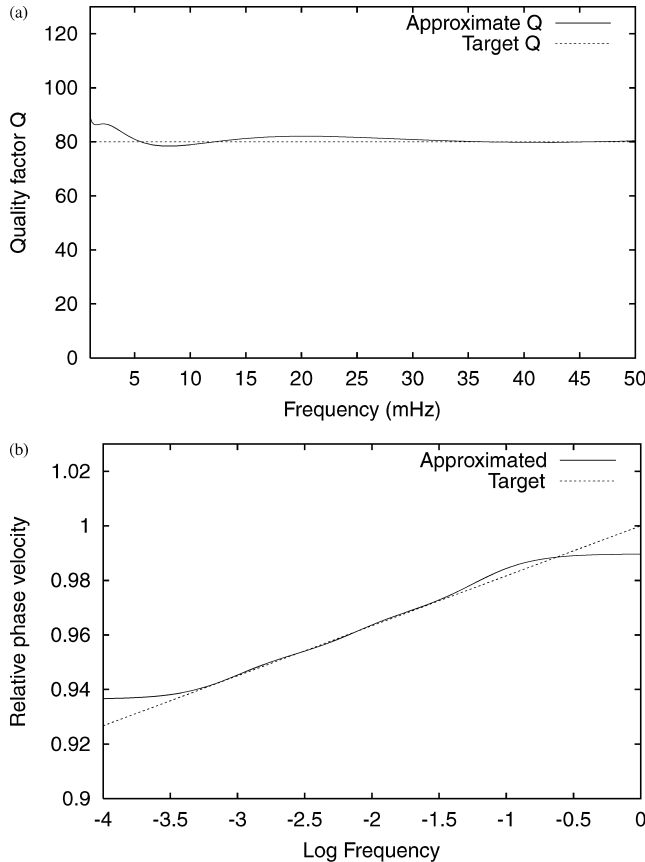 (a)
120
100
80
60
40
20
0
Quality factor Q
Approximate Q
Target Q
5 10 15 20 25 30 35 40 45 50
Frequency (mHz)
(b)
1.02
1
0.98
0.96
0.94
0.92
0.9
Relative phase velocity
Approximated
Target
-4 -3.5 -3 -2.5 -2 -1.5 -1 -0.5 0
Log Frequency